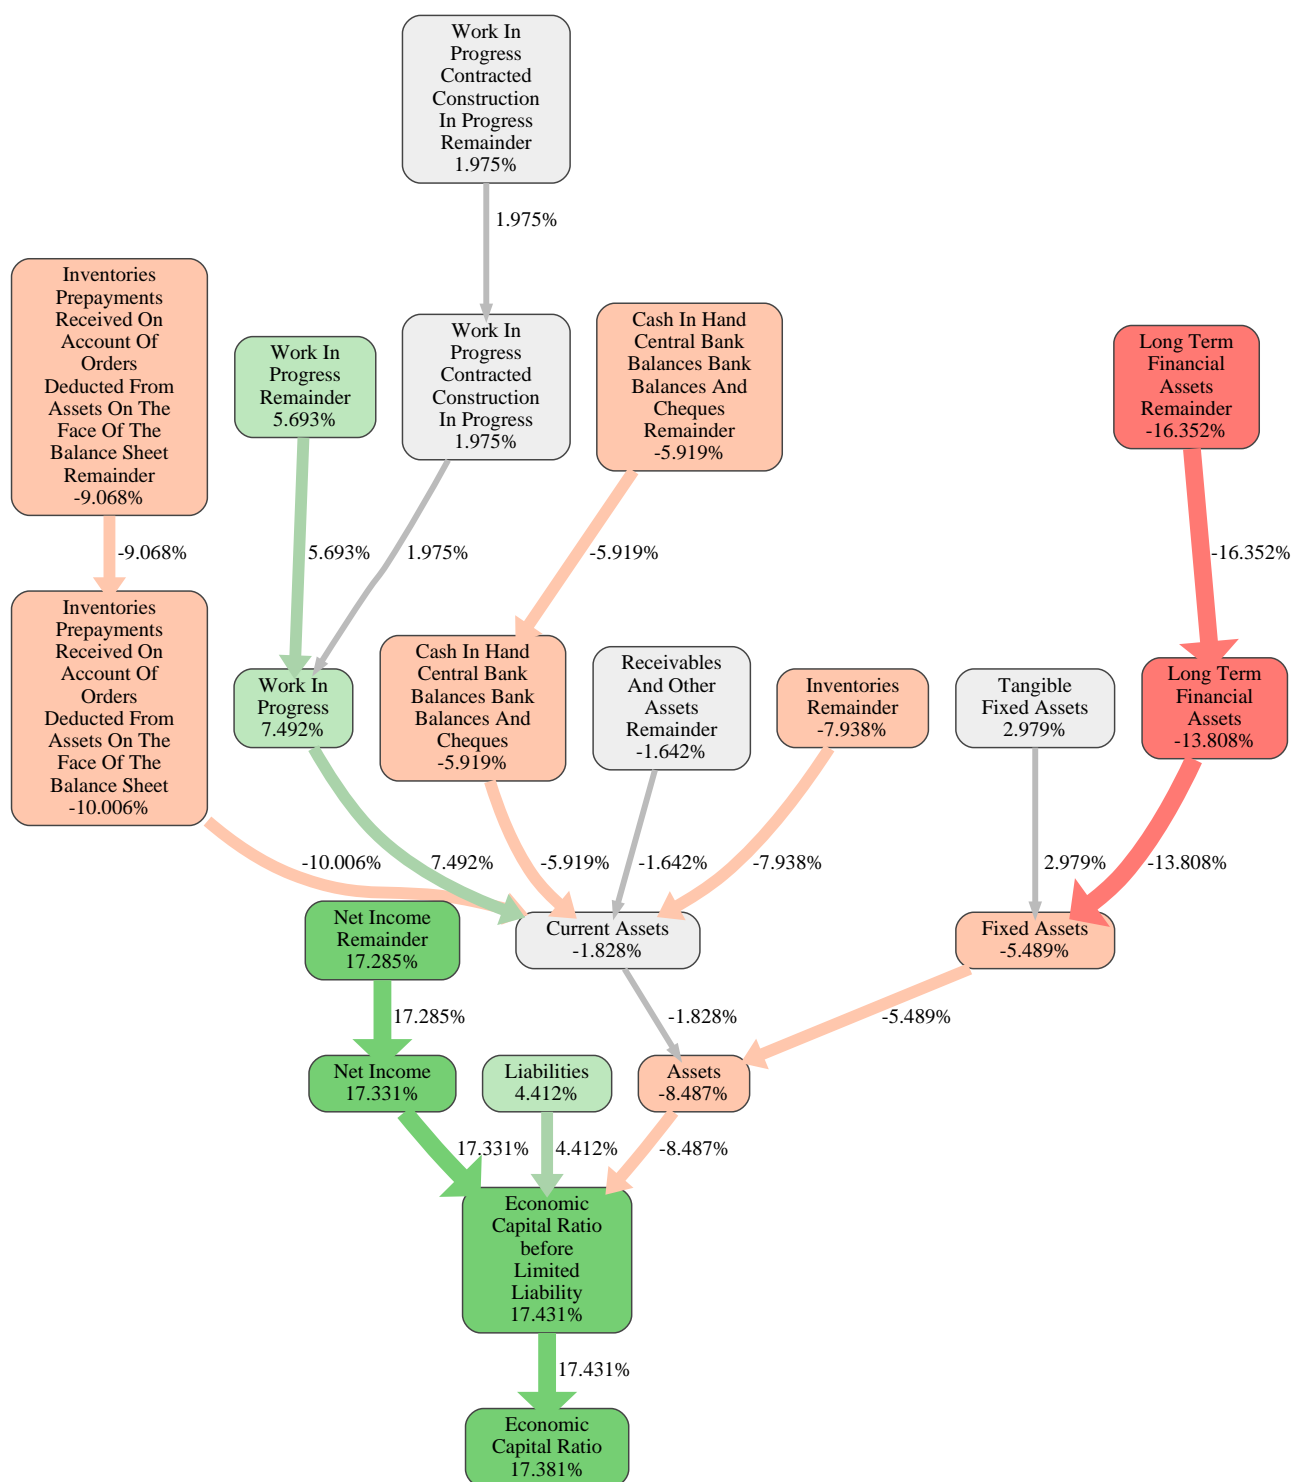 Work In
Progress
Contracted
Construction
In Progress
Remainder
1.975%
1.975%
Inventories
Prepayments
Received On
Account Of
Orders
Deducted From
Assets On The
Face Of The
Balance Sheet
Remainder
-9.068%
Work In
Progress
Remainder
5.693%
Work In
Progress
Contracted
Construction
In Progress
1.975%
Cash In Hand
Central Bank
Balances Bank
Balances And
Cheques
Remainder
-5.919%
Long Term
Financial
Assets
Remainder
-16.352%
-9.068%
5.693%
1.975%
-5.919%
-16.352%
Inventories
Prepayments
Received On
Account Of
Orders
Deducted From
Assets On The
Face Of The
Balance Sheet
-10.006%
Work In
Progress
7.492%
Cash In Hand
Central Bank
Balances Bank
Balances And
Cheques
-5.919%
Receivables
And Other
Assets
Remainder
-1.642%
Inventories
Remainder
-7.938%
Tangible
Fixed Assets
2.979%
Long Term
Financial
Assets
-13.808%
-10.006%
7.492%
-5.919%
-1.642%
-7.938%
2.979%
-13.808%
Net Income
Remainder
17.285%
Current Assets
-1.828%
Fixed Assets
-5.489%
17.285%
-1.828%
-5.489%
Net Income
17.331%
Liabilities
4.412%
Assets
-8.487%
17.331%
4.412%
-8.487%
Economic
Capital Ratio
before
Limited
Liability
17.431%
17.431%
Economic
Capital Ratio
17.381%